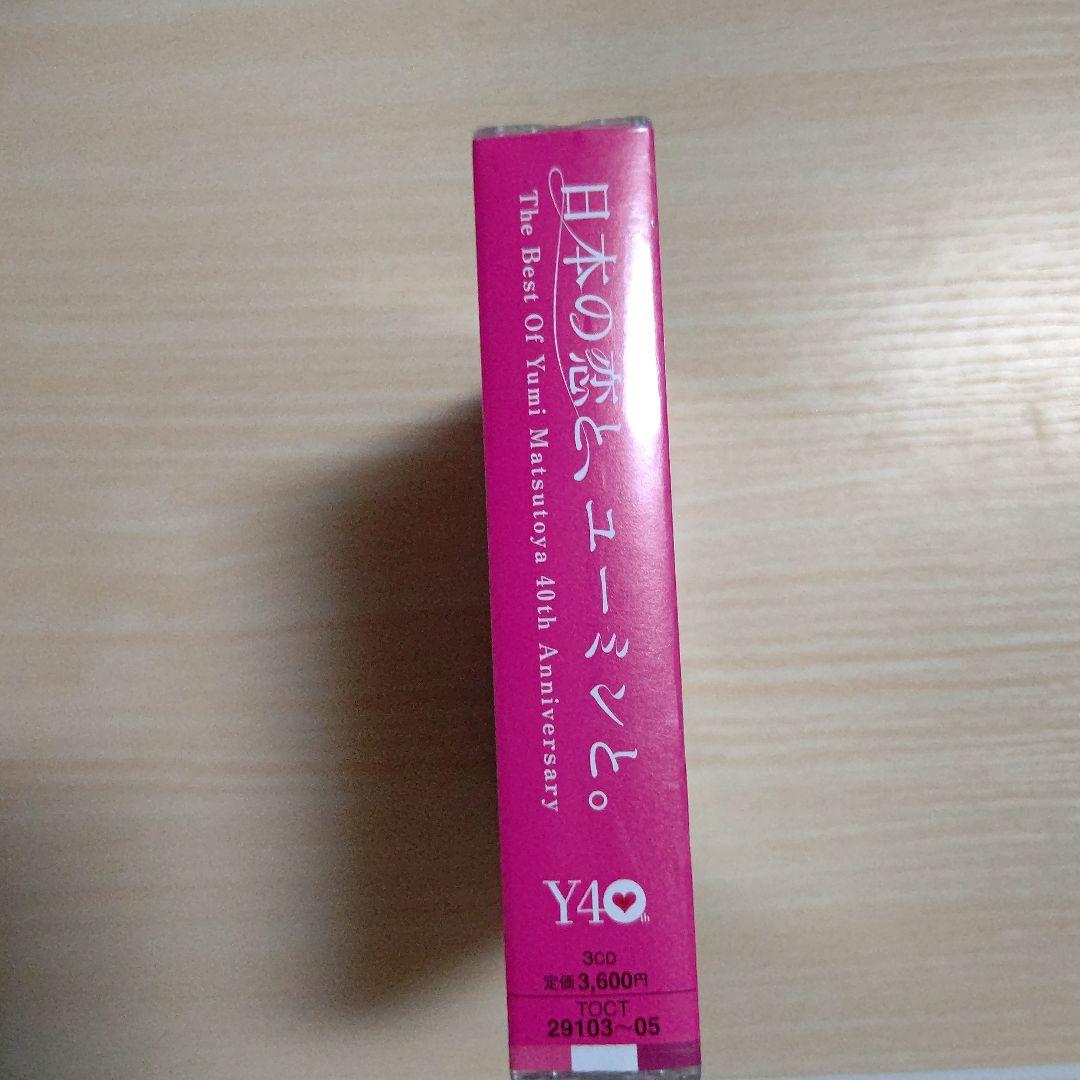 日本の恋と、ユーミンと。
The Best Of Yumi Matsutoya 40th Anniversary
Y40th
3CD
定価3,600円
TOCT
29103～05